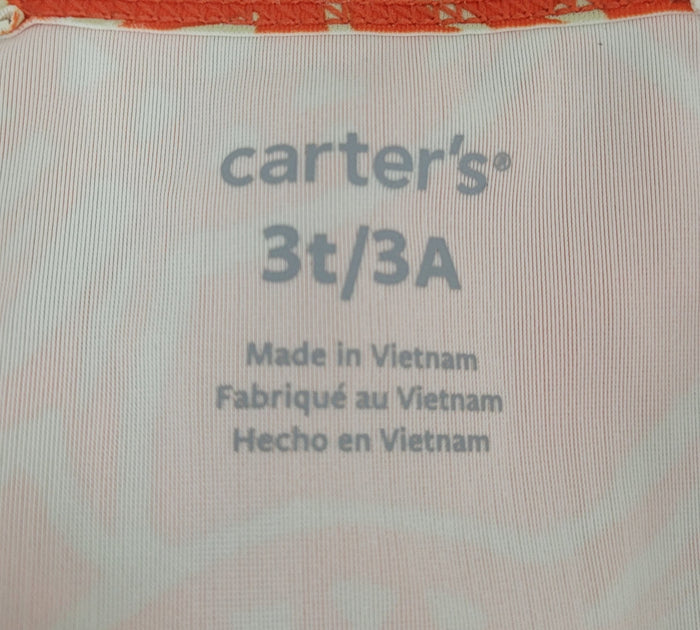 carter's®
3t/3A
Made in Vietnam
Fabriqué au Vietnam
Hecho en Vietnam